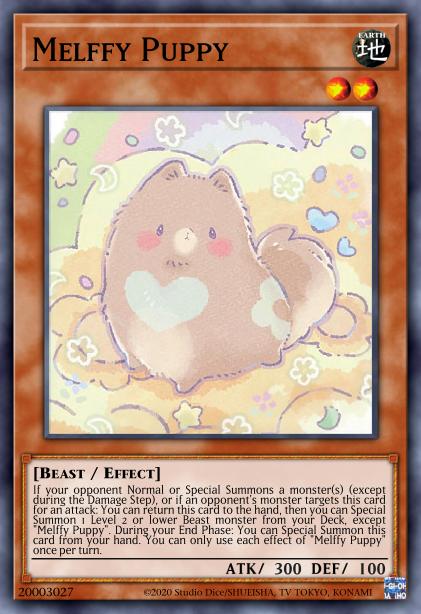 Melffy Puppy
EARTH
地
[Beast / Effect]
If your opponent Normal or Special Summons a monster(s) (except
during the Damage Step), or if an opponent's monster targets this
card for an attack: You can return this card to the hand, then you can Special
Summon 1 Level 2 or lower Beast monster from your Deck, except
"Melffy Puppy". During your End Phase: You can Special Summon this
card from your hand. You can only use each effect of "Melffy Puppy"
once per turn.
ATK/ 300 DEF/ 100
20003027
©2020 Studio Dice/SHUEISHA, TV TOKYO, KONAMI